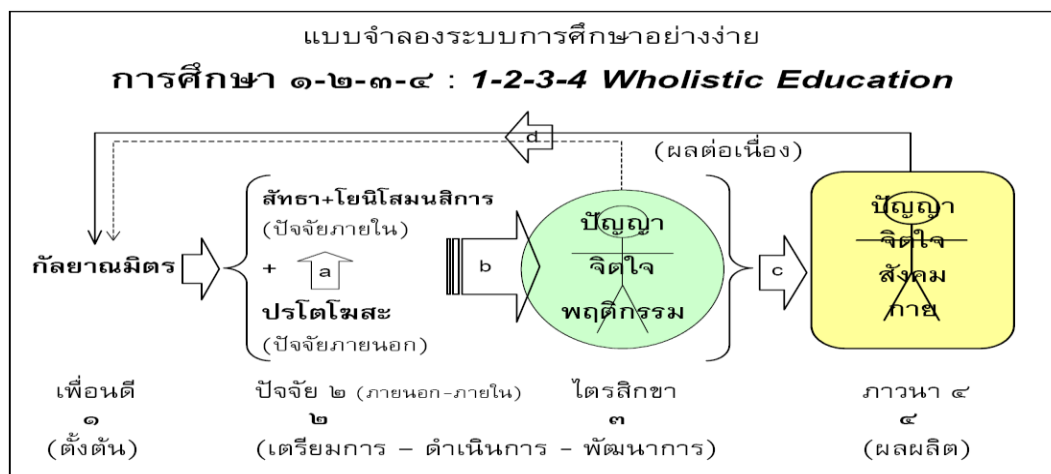 แบบจำลองระบบการศึกษาอย่างง่าย
การศึกษา ๑-๒-๓-๔ : 1-2-3-4 Wholistic Education
d
(ผลต่อเนื่อง)
กัลยาณมิตร
สัทธา+โยนิโสมนสิการ
(ปัจจัยภายใน)
+
a
ปรโตโฆสะ
(ปัจจัยภายนอก)
b
ปัญญา
จิตใจ
พฤติกรรม
c
ปัญญา
จิตใจ
สังคม
กาย
เพื่อนดี
๑
(ตั้งต้น)
ปัจจัย ๒ (ภายนอก-ภายใน)
๒
ไตรสิกขา
๓
(เตรียมการ – ดำเนินการ - พัฒนาการ)
ภาวนา ๔
๔
(ผลผลิต)